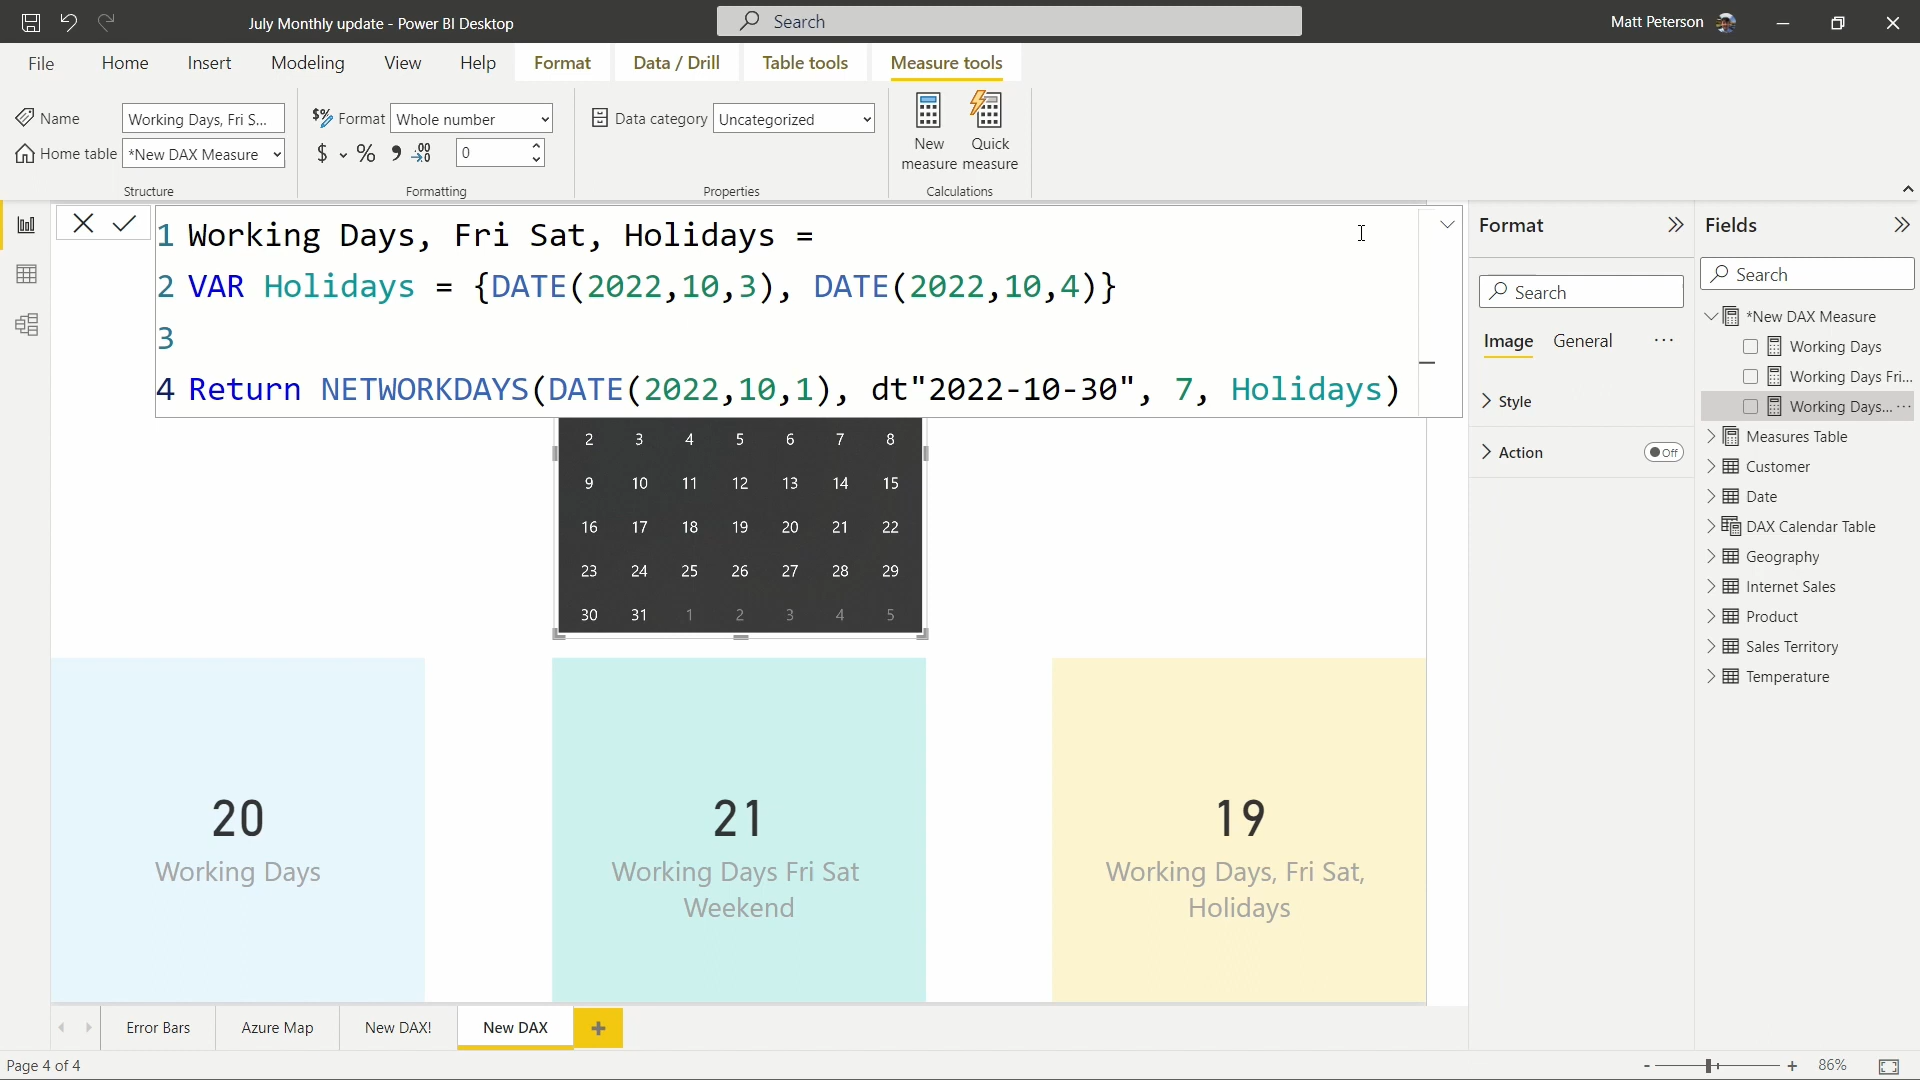 July Monthly update - Power BI Desktop
Search
Matt Peterson
File Home Insert Modeling View Help Format Data / Drill Table tools Measure tools
Name Working Days, Fri S...
Home table *New DAX Measure
Structure
Format Whole number
$ % 9 .00 0
Formatting
Data category Uncategorized
Properties
New measure
Quick measure
Calculations
1 Working Days, Fri Sat, Holidays =
2 VAR Holidays = {DATE(2022,10,3), DATE(2022,10,4)}
3
4 Return NETWORKDAYS(DATE(2022,10,1), dt"2022-10-30", 7, Holidays)
2 3 4 5 6 7 8
9 10 11 12 13 14 15
16 17 18 19 20 21 22
23 24 25 26 27 28 29
30 31 1 2 3 4 5
20
Working Days
21
Working Days Fri Sat
Weekend
19
Working Days, Fri Sat,
Holidays
Format
Search
Image General ...
Style
Action Off
Fields
Search
*New DAX Measure
Working Days
Working Days Fri...
Working Days... ...
Measures Table
Customer
Date
DAX Calendar Table
Geography
Internet Sales
Product
Sales Territory
Temperature
Error Bars Azure Map New DAX! New DAX +
Page 4 of 4
- + 86%